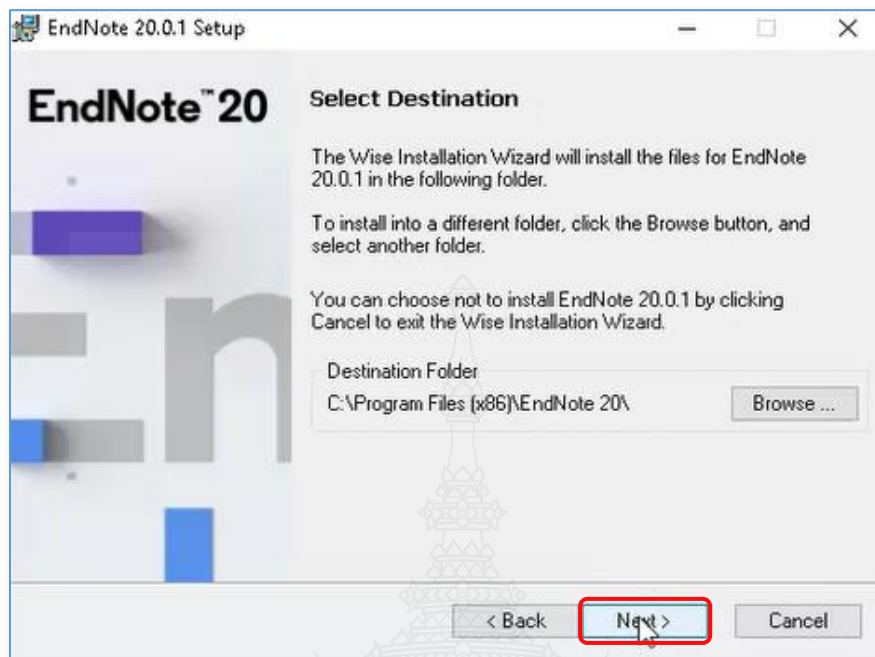 EndNote 20.0.1 Setup
EndNote™20
Select Destination
The Wise Installation Wizard will install the files for EndNote
20.0.1 in the following folder.
To install into a different folder, click the Browse button, and
select another folder.
You can choose not to install EndNote 20.0.1 by clicking
Cancel to exit the Wise Installation Wizard.
Destination Folder
C:\Program Files (x86)\EndNote 20\
Browse ...
< Back
Next >
Cancel